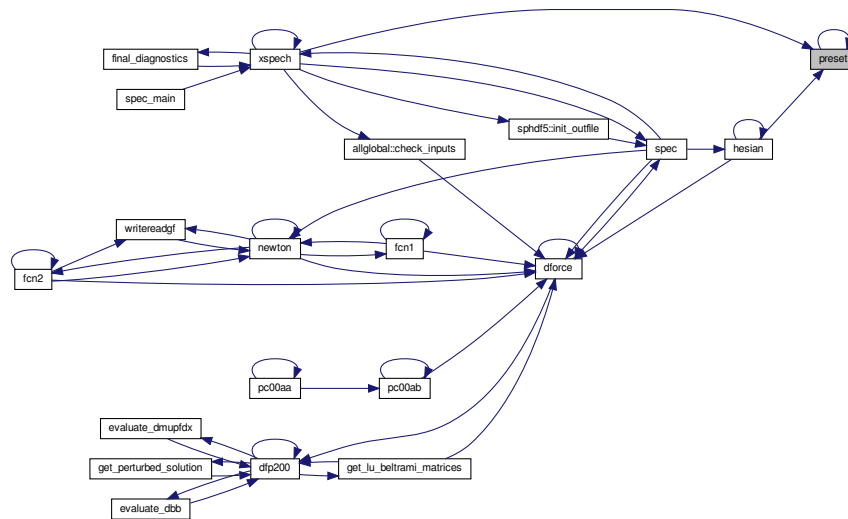 final_diagnostics
xspech
preset
spec_main
sphdf5::init_outfile
allglobal::check_inputs
spec
hesian
writereadgf
newton
fcn1
fcn2
dforce
pc00aa
pc00ab
evaluate_dmupfdx
get_perturbed_solution
dfp200
get_lu_beltrami_matrices
evaluate_dbb